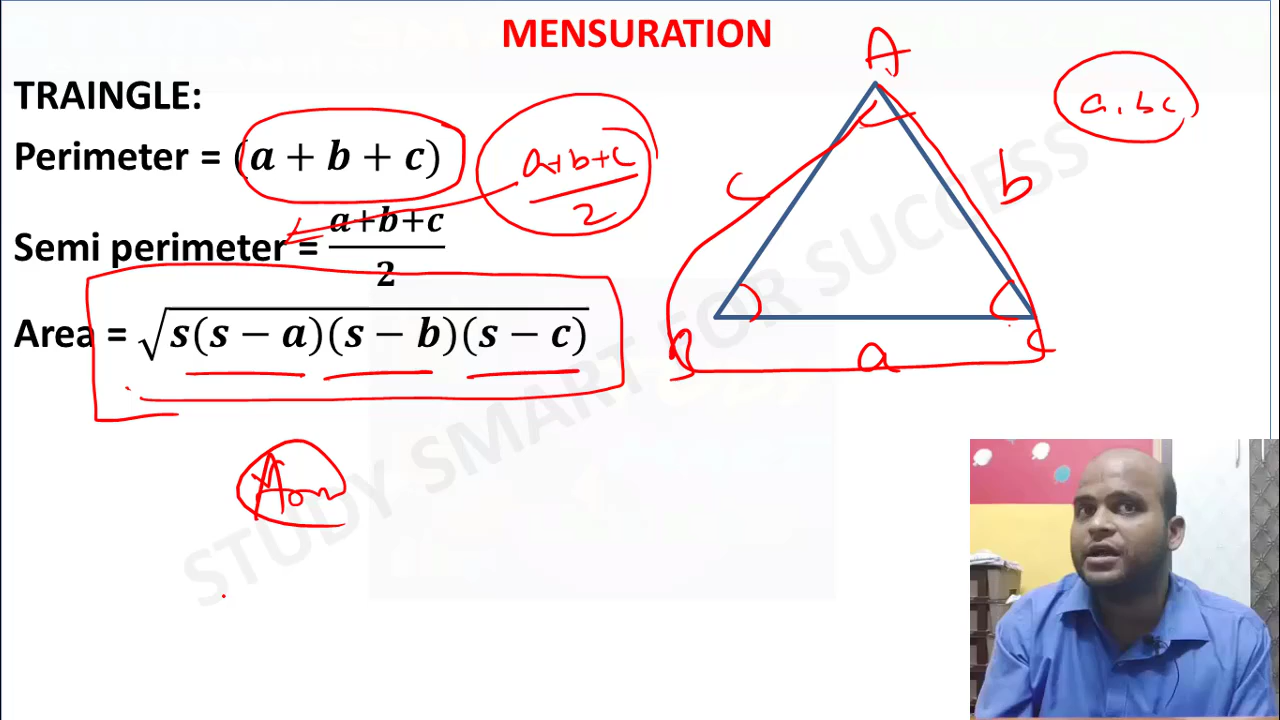 MENSURATION
TRAINGLE:
Perimeter = (a + b + c)
a+b+c
2
Semi perimeter = a+b+c
2
Area = √s(s − a)(s − b)(s − c)
A
a, b c
c
b
B
a
C
STUDY SMART FOR SUCCESS